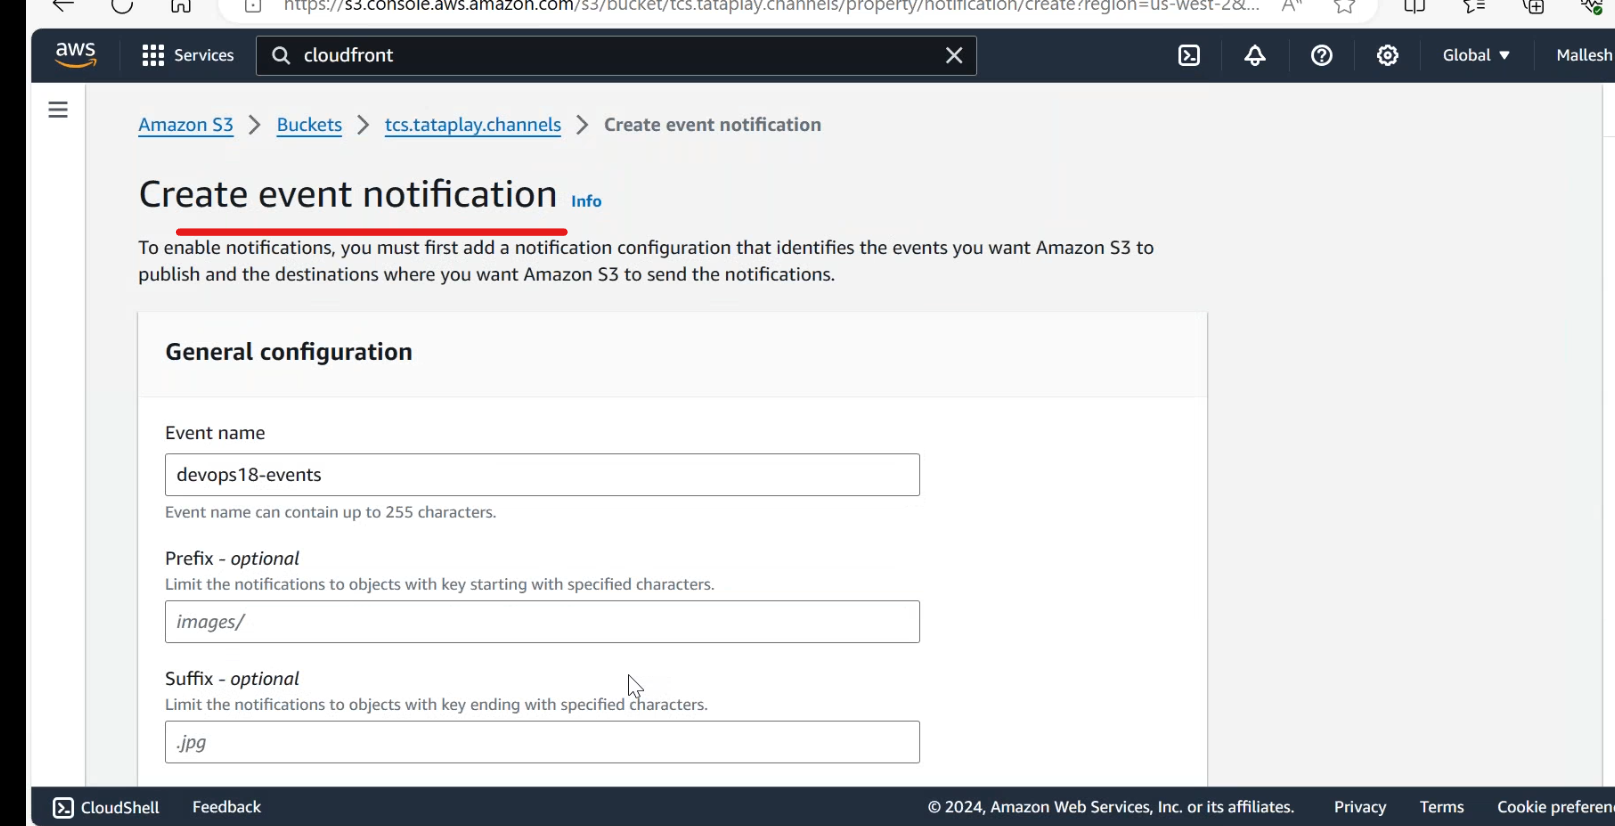 https://s3.console.aws.amazon.com/s3/bucket/tcs.tataplay.channels/property/notification/create?region=us-west-2&...
aws Services cloudfront Global Mallesh
Amazon S3 > Buckets > tcs.tataplay.channels > Create event notification
Create event notification Info
To enable notifications, you must first add a notification configuration that identifies the events you want Amazon S3 to
publish and the destinations where you want Amazon S3 to send the notifications.
General configuration
Event name
devops18-events
Event name can contain up to 255 characters.
Prefix - optional
Limit the notifications to objects with key starting with specified characters.
images/
Suffix - optional
Limit the notifications to objects with key ending with specified characters.
.jpg
CloudShell Feedback © 2024, Amazon Web Services, Inc. or its affiliates. Privacy Terms Cookie preferen